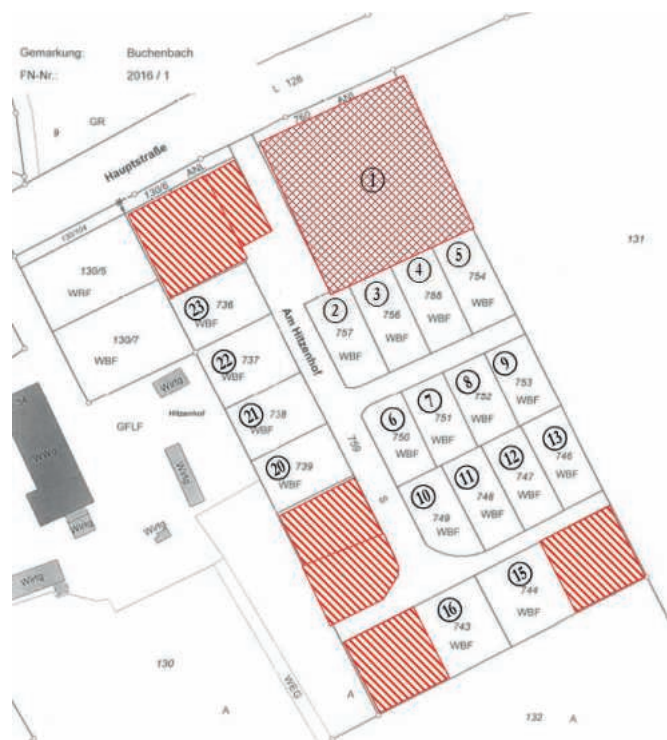 Gemarkung: Buchenbach
FN-Nr.: 2016 / 1
L 128
9 GR
Hauptstraße
760 ANL
130/6 ANL
130/104
1
131
130/5
WBF
130/7
WBF
23 736
WBF
22 737
WBF
21 738
WBF
20 739
WBF
Am Hitzenhof
759
S
2 757 WBF
3 756 WBF
4 755 WBF
5 754 WBF
6 750 WBF
7 751 WBF
8 752 WBF
9 753 WBF
10 749 WBF
11 748 WBF
12 747 WBF
13 746 WBF
15 744 WBF
16 743 WBF
Wirtg
Hitzenhof
GFLF
Wirtg
Wirtg
Wirtg
Wirtg
130
A
WEG
A
132 A